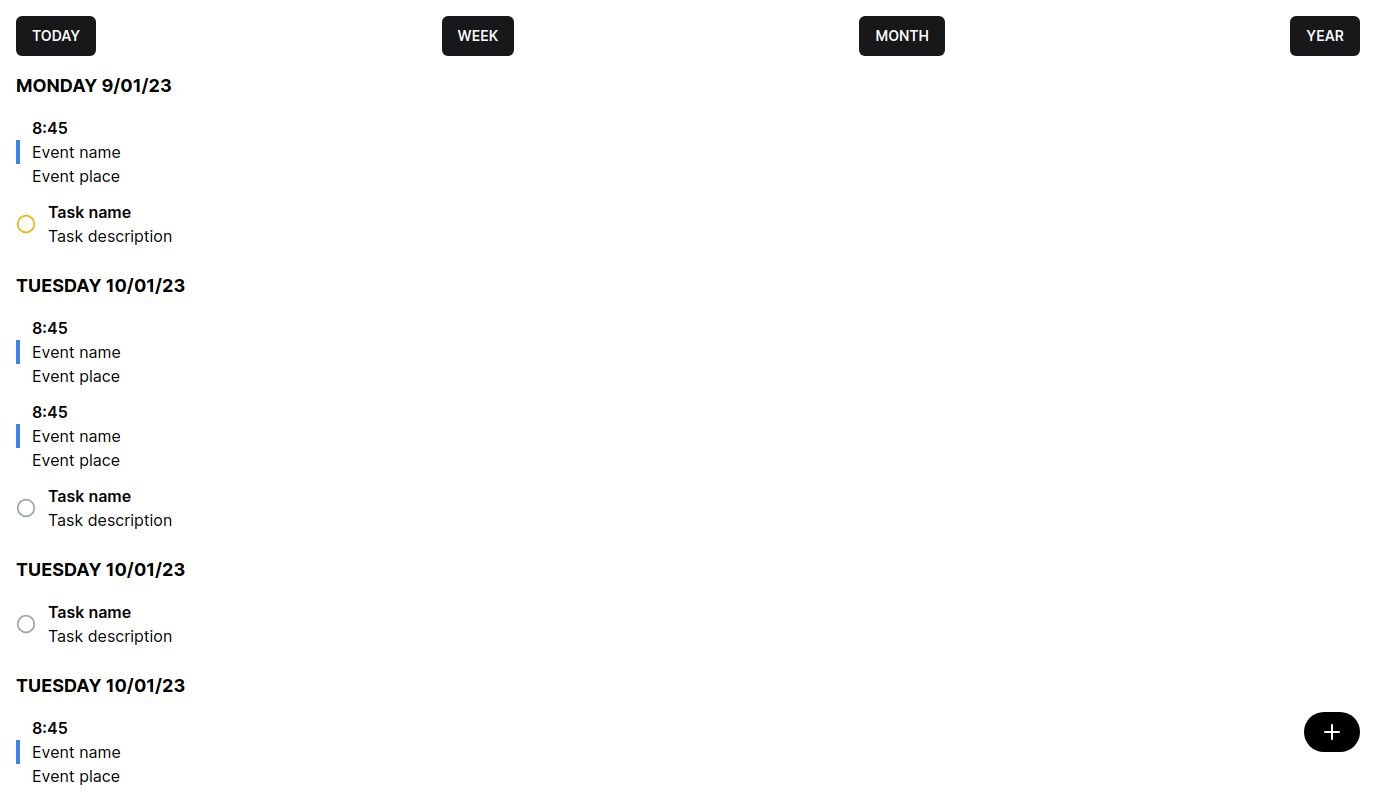 TODAY WEEK MONTH YEAR
MONDAY 9/01/23
8:45
Event name
Event place
Task name
Task description
TUESDAY 10/01/23
8:45
Event name
Event place
8:45
Event name
Event place
Task name
Task description
TUESDAY 10/01/23
Task name
Task description
TUESDAY 10/01/23
8:45
Event name
Event place